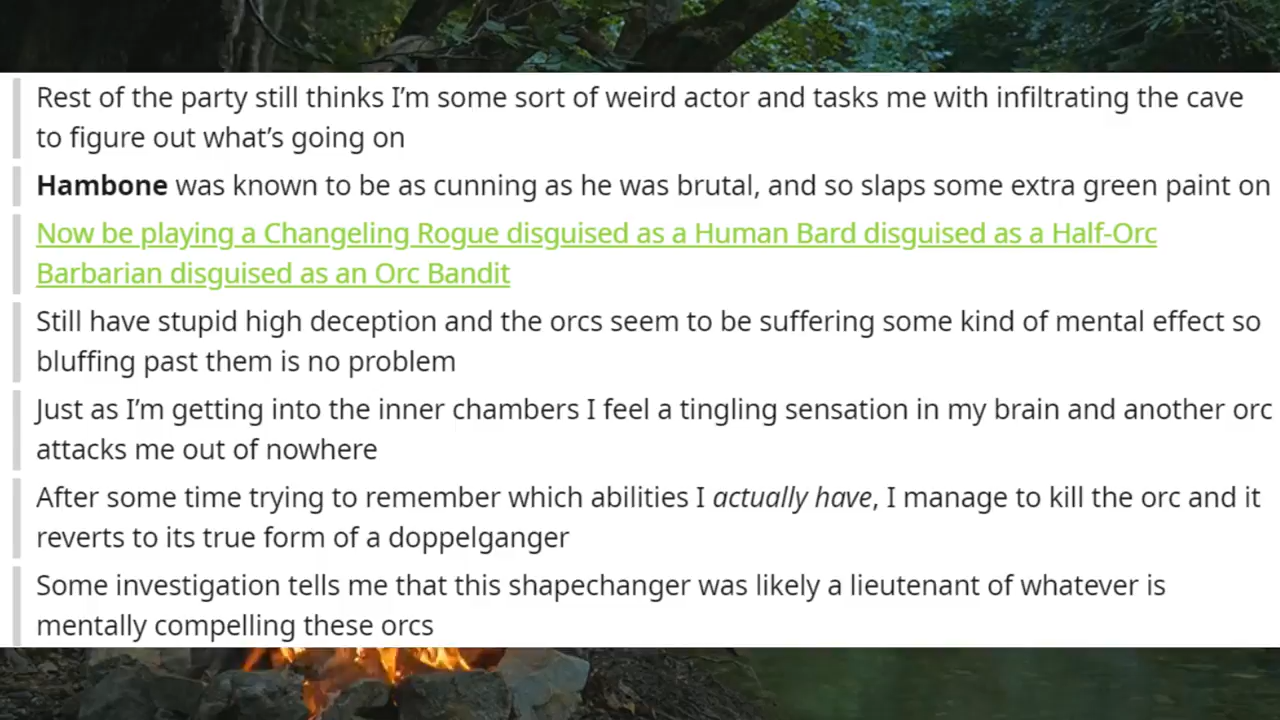 Rest of the party still thinks I’m some sort of weird actor and tasks me with infiltrating the cave
to figure out what’s going on
Hambone was known to be as cunning as he was brutal, and so slaps some extra green paint on
Now be playing a Changeling Rogue disguised as a Human Bard disguised as a Half-Orc
Barbarian disguised as an Orc Bandit
Still have stupid high deception and the orcs seem to be suffering some kind of mental effect so
bluffing past them is no problem
Just as I’m getting into the inner chambers I feel a tingling sensation in my brain and another orc
attacks me out of nowhere
After some time trying to remember which abilities I actually have, I manage to kill the orc and it
reverts to its true form of a doppelganger
Some investigation tells me that this shapechanger was likely a lieutenant of whatever is
mentally compelling these orcs